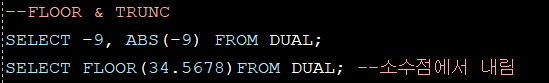 --FLOOR & TRUNC
SELECT -9, ABS(-9) FROM DUAL;
SELECT FLOOR(34.5678)FROM DUAL; --소수점에서 내림